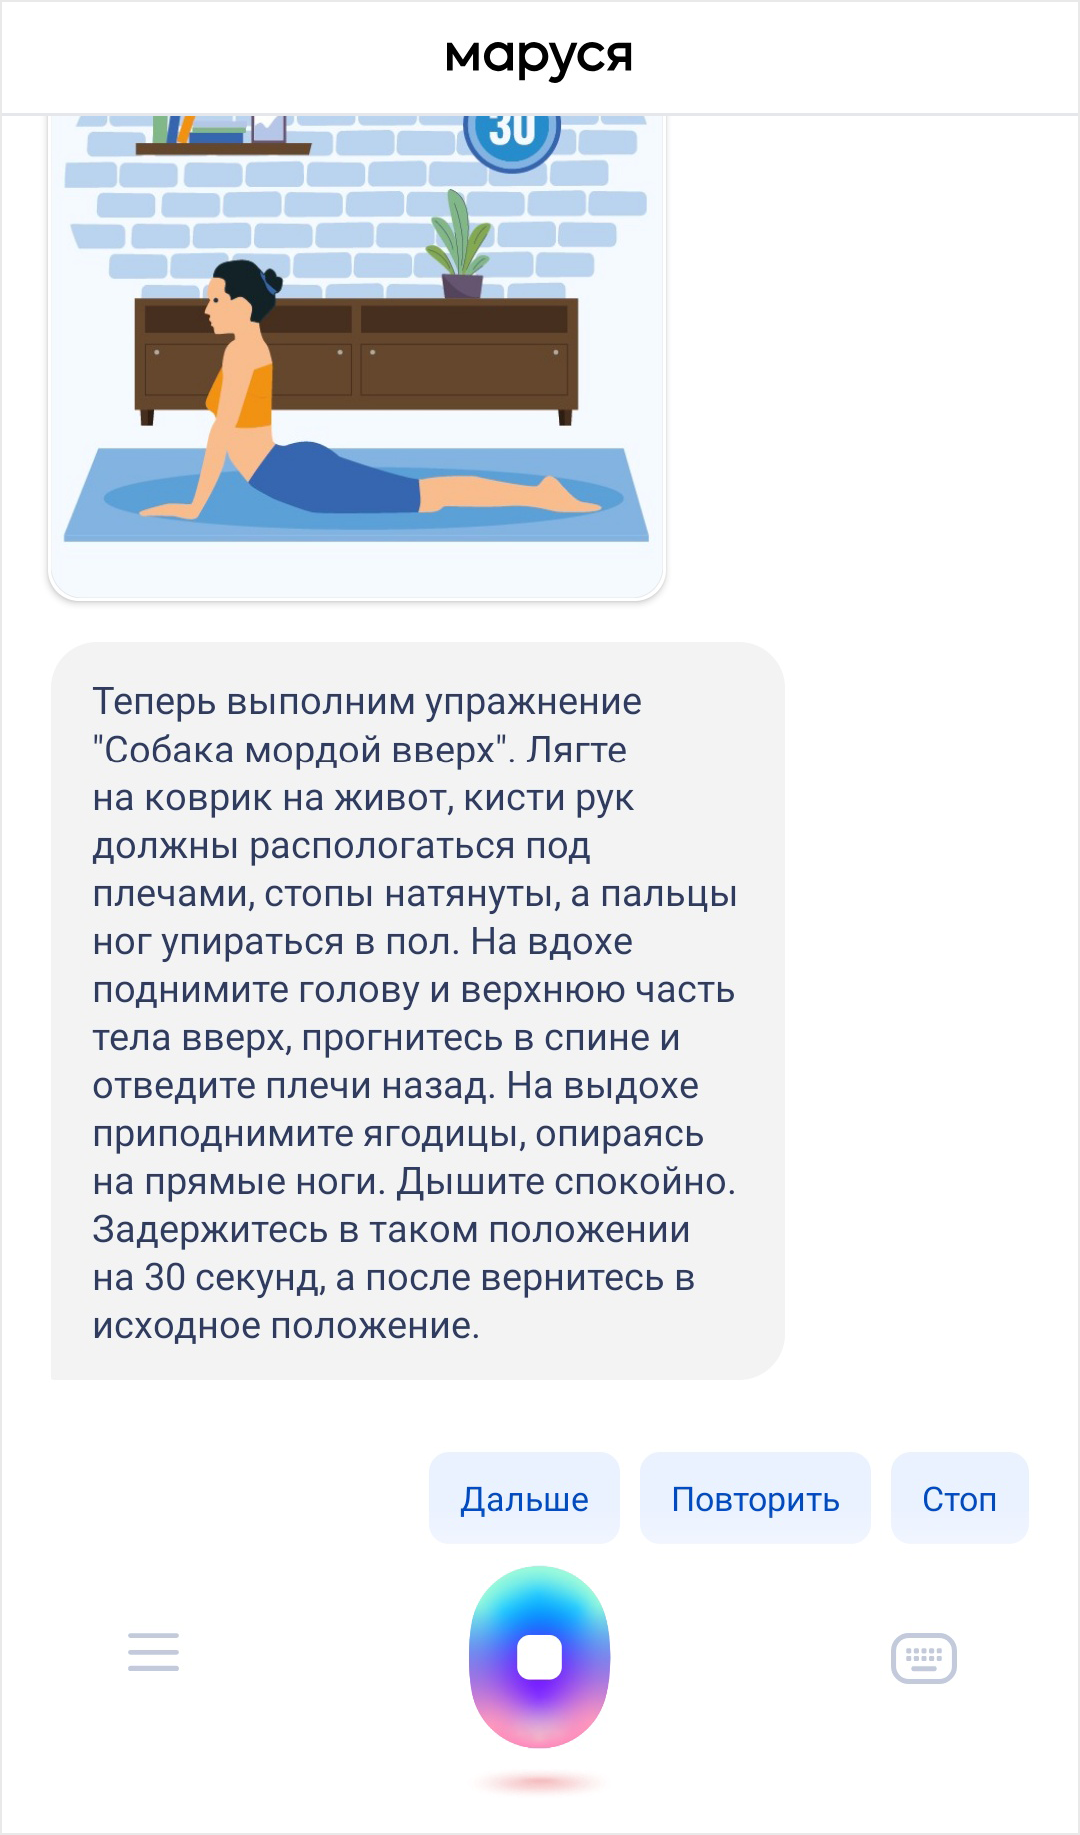 маруся
30
Теперь выполним упражнение
"Собака мордой вверх". Лягте
на коврик на живот, кисти рук
должны распологаться под
плечами, стопы натянуты, а пальцы
ног упираться в пол. На вдохе
поднимите голову и верхнюю часть
тела вверх, прогнитесь в спине и
отведите плечи назад. На выдохе
приподнимите ягодицы, опираясь
на прямые ноги. Дышите спокойно.
Задержитесь в таком положении
на 30 секунд, а после вернитесь в
исходное положение.
Дальше
Повторить
Стоп